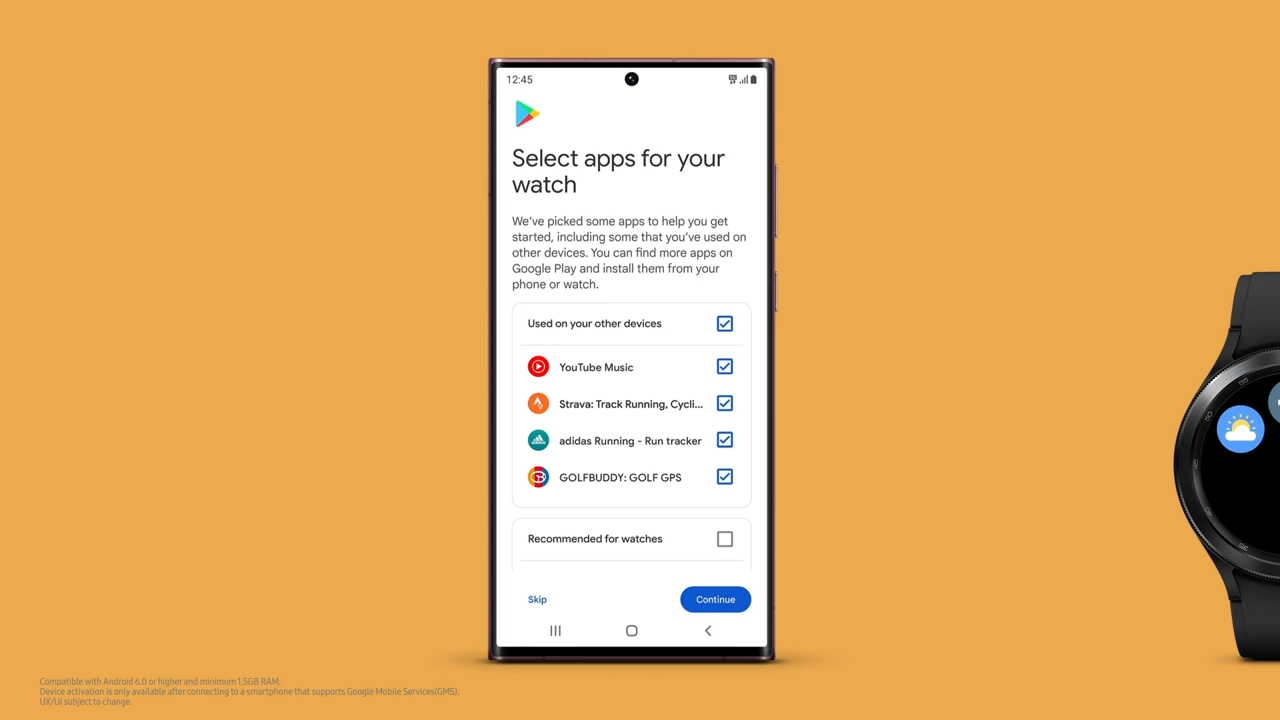 12:45
Select apps for your
watch
We've picked some apps to help you get
started, including some that you've used on
other devices. You can find more apps on
Google Play and install them from your
phone or watch.
Used on your other devices
YouTube Music
Strava: Track Running, Cycli...
adidas Running - Run tracker
GOLFBUDDY: GOLF GPS
Recommended for watches
Skip
Continue
50
45
40
35
Compatible with Android 6.0 or higher and minimum 1.5GB RAM.
Device activation is only available after connecting to a smartphone that supports Google Mobile Services(GMS).
UX/UI subject to change.